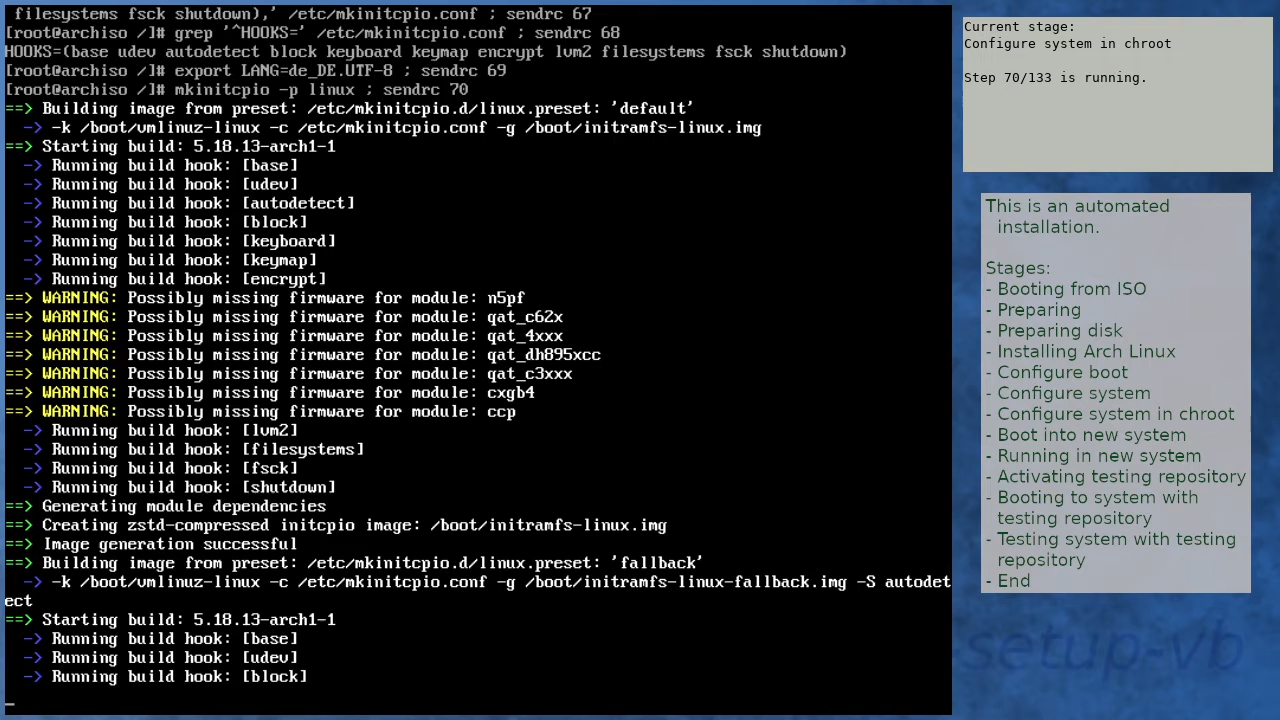 filesystems fsck shutdown),' /etc/mkinitcpio.conf ; sendrc 67
[root@archiso /]# grep '^HOOKS=' /etc/mkinitcpio.conf ; sendrc 68
HOOKS=(base udev autodetect block keyboard keymap encrypt lvm2 filesystems fsck shutdown)
[root@archiso /]# export LANG=de_DE.UTF-8 ; sendrc 69
[root@archiso /]# mkinitcpio -p linux ; sendrc 70
==> Building image from preset: /etc/mkinitcpio.d/linux.preset: 'default'
  -> -k /boot/vmlinuz-linux -c /etc/mkinitcpio.conf -g /boot/initramfs-linux.img
==> Starting build: 5.18.13-arch1-1
  -> Running build hook: [base]
  -> Running build hook: [udev]
  -> Running build hook: [autodetect]
  -> Running build hook: [block]
  -> Running build hook: [keyboard]
  -> Running build hook: [keymap]
  -> Running build hook: [encrypt]
==> WARNING: Possibly missing firmware for module: n5pf
==> WARNING: Possibly missing firmware for module: qat_c62x
==> WARNING: Possibly missing firmware for module: qat_4xxx
==> WARNING: Possibly missing firmware for module: qat_dh895xcc
==> WARNING: Possibly missing firmware for module: qat_c3xxx
==> WARNING: Possibly missing firmware for module: cxgb4
==> WARNING: Possibly missing firmware for module: ccp
  -> Running build hook: [lvm2]
  -> Running build hook: [filesystems]
  -> Running build hook: [fsck]
  -> Running build hook: [shutdown]
==> Generating module dependencies
==> Creating zstd-compressed initcpio image: /boot/initramfs-linux.img
==> Image generation successful
==> Building image from preset: /etc/mkinitcpio.d/linux.preset: 'fallback'
  -> -k /boot/vmlinuz-linux -c /etc/mkinitcpio.conf -g /boot/initramfs-linux-fallback.img -S autodet
ect
==> Starting build: 5.18.13-arch1-1
  -> Running build hook: [base]
  -> Running build hook: [udev]
  -> Running build hook: [block]
Current stage:
Configure system in chroot
Step 70/133 is running.
This is an automated
installation.
Stages:
- Booting from ISO
- Preparing
- Preparing disk
- Installing Arch Linux
- Configure boot
- Configure system
- Configure system in chroot
- Boot into new system
- Running in new system
- Activating testing repository
- Booting to system with
testing repository
- Testing system with testing
repository
- End
setup-vb